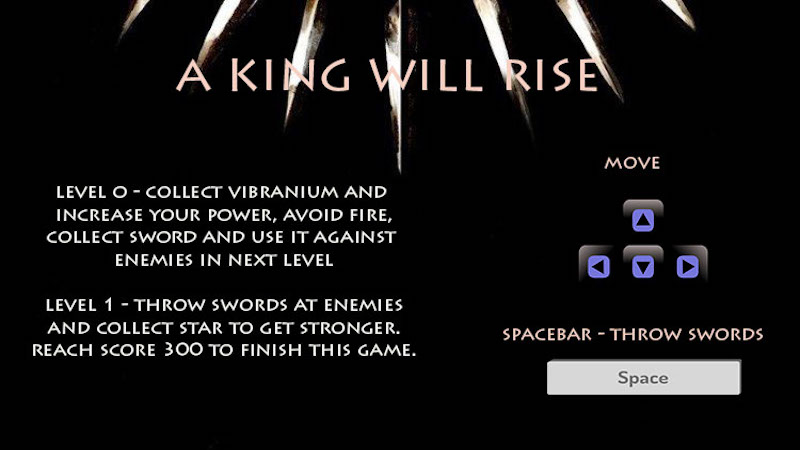 A KING WILL RISE
LEVEL 0 - COLLECT VIBRANIUM AND
INCREASE YOUR POWER, AVOID FIRE,
COLLECT SWORD AND USE IT AGAINST
ENEMIES IN NEXT LEVEL
LEVEL 1 - THROW SWORDS AT ENEMIES
AND COLLECT STAR TO GET STRONGER.
REACH SCORE 300 TO FINISH THIS GAME.
MOVE
SPACEBAR - THROW SWORDS
Space